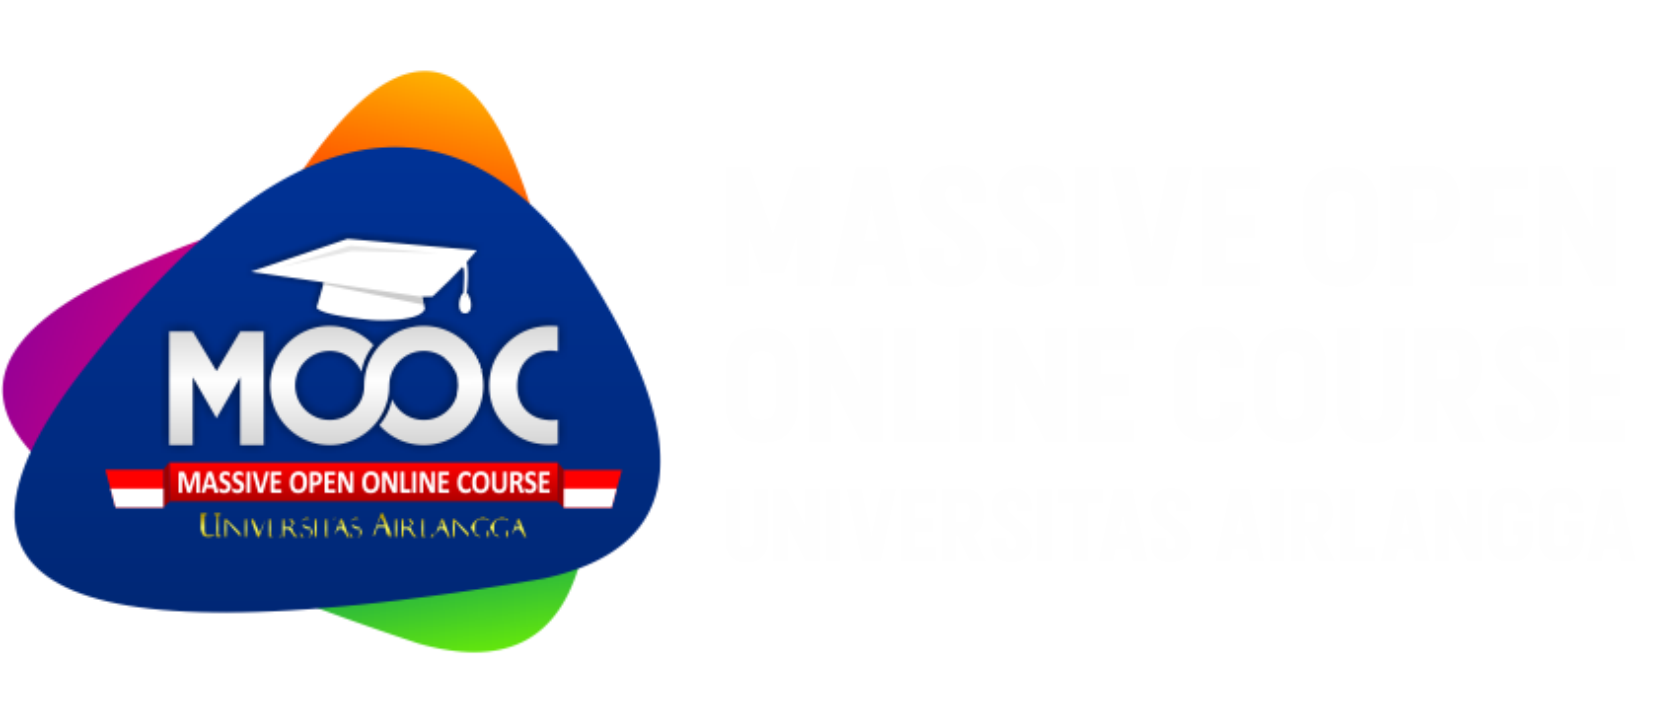 MOOC
MASSIVE OPEN ONLINE COURSE
UNIVERSITAS AIRLANGGA
MASSIVE OPEN
ONLINE COURSE
UNIVERSITAS AIRLANGGA